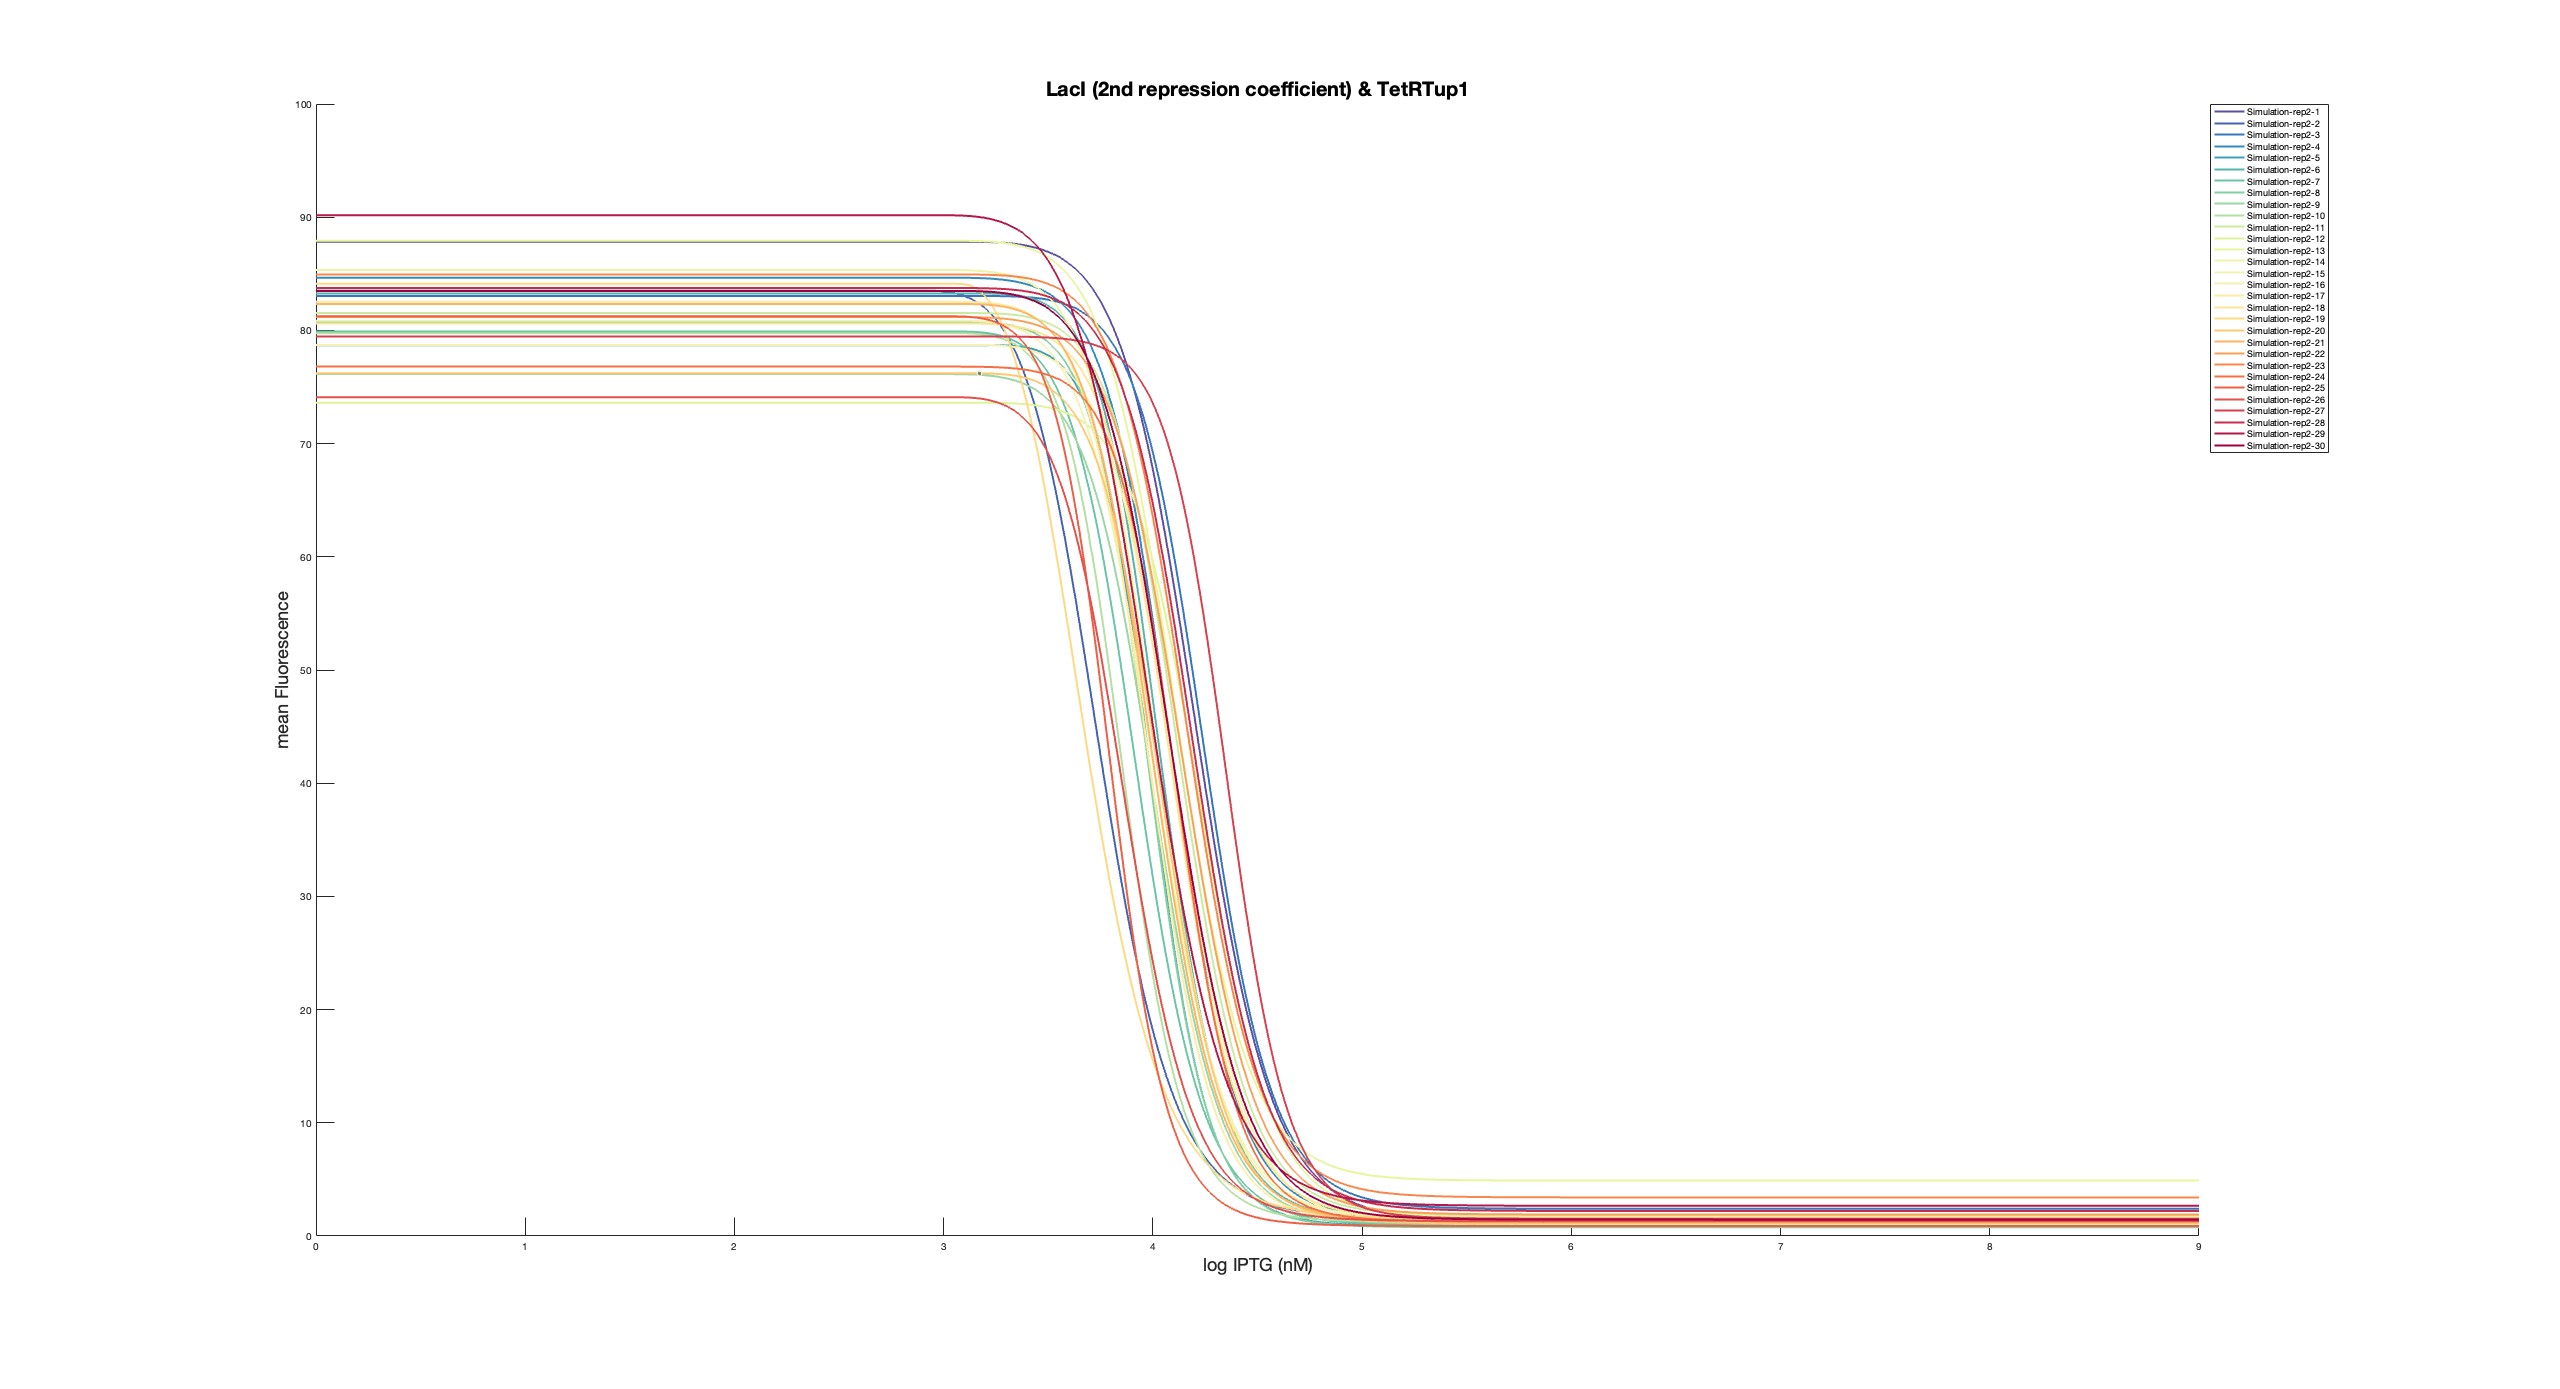 LacI (2nd repression coefficient) & TetRTup1
100
90
80
70
60
50
40
30
20
10
0
mean Fluorescence
0 1 2 3 4 5 6 7 8 9
log IPTG (nM)
Simulation-rep2-1
Simulation-rep2-2
Simulation-rep2-3
Simulation-rep2-4
Simulation-rep2-5
Simulation-rep2-6
Simulation-rep2-7
Simulation-rep2-8
Simulation-rep2-9
Simulation-rep2-10
Simulation-rep2-11
Simulation-rep2-12
Simulation-rep2-13
Simulation-rep2-14
Simulation-rep2-15
Simulation-rep2-16
Simulation-rep2-17
Simulation-rep2-18
Simulation-rep2-19
Simulation-rep2-20
Simulation-rep2-21
Simulation-rep2-22
Simulation-rep2-23
Simulation-rep2-24
Simulation-rep2-25
Simulation-rep2-26
Simulation-rep2-27
Simulation-rep2-28
Simulation-rep2-29
Simulation-rep2-30